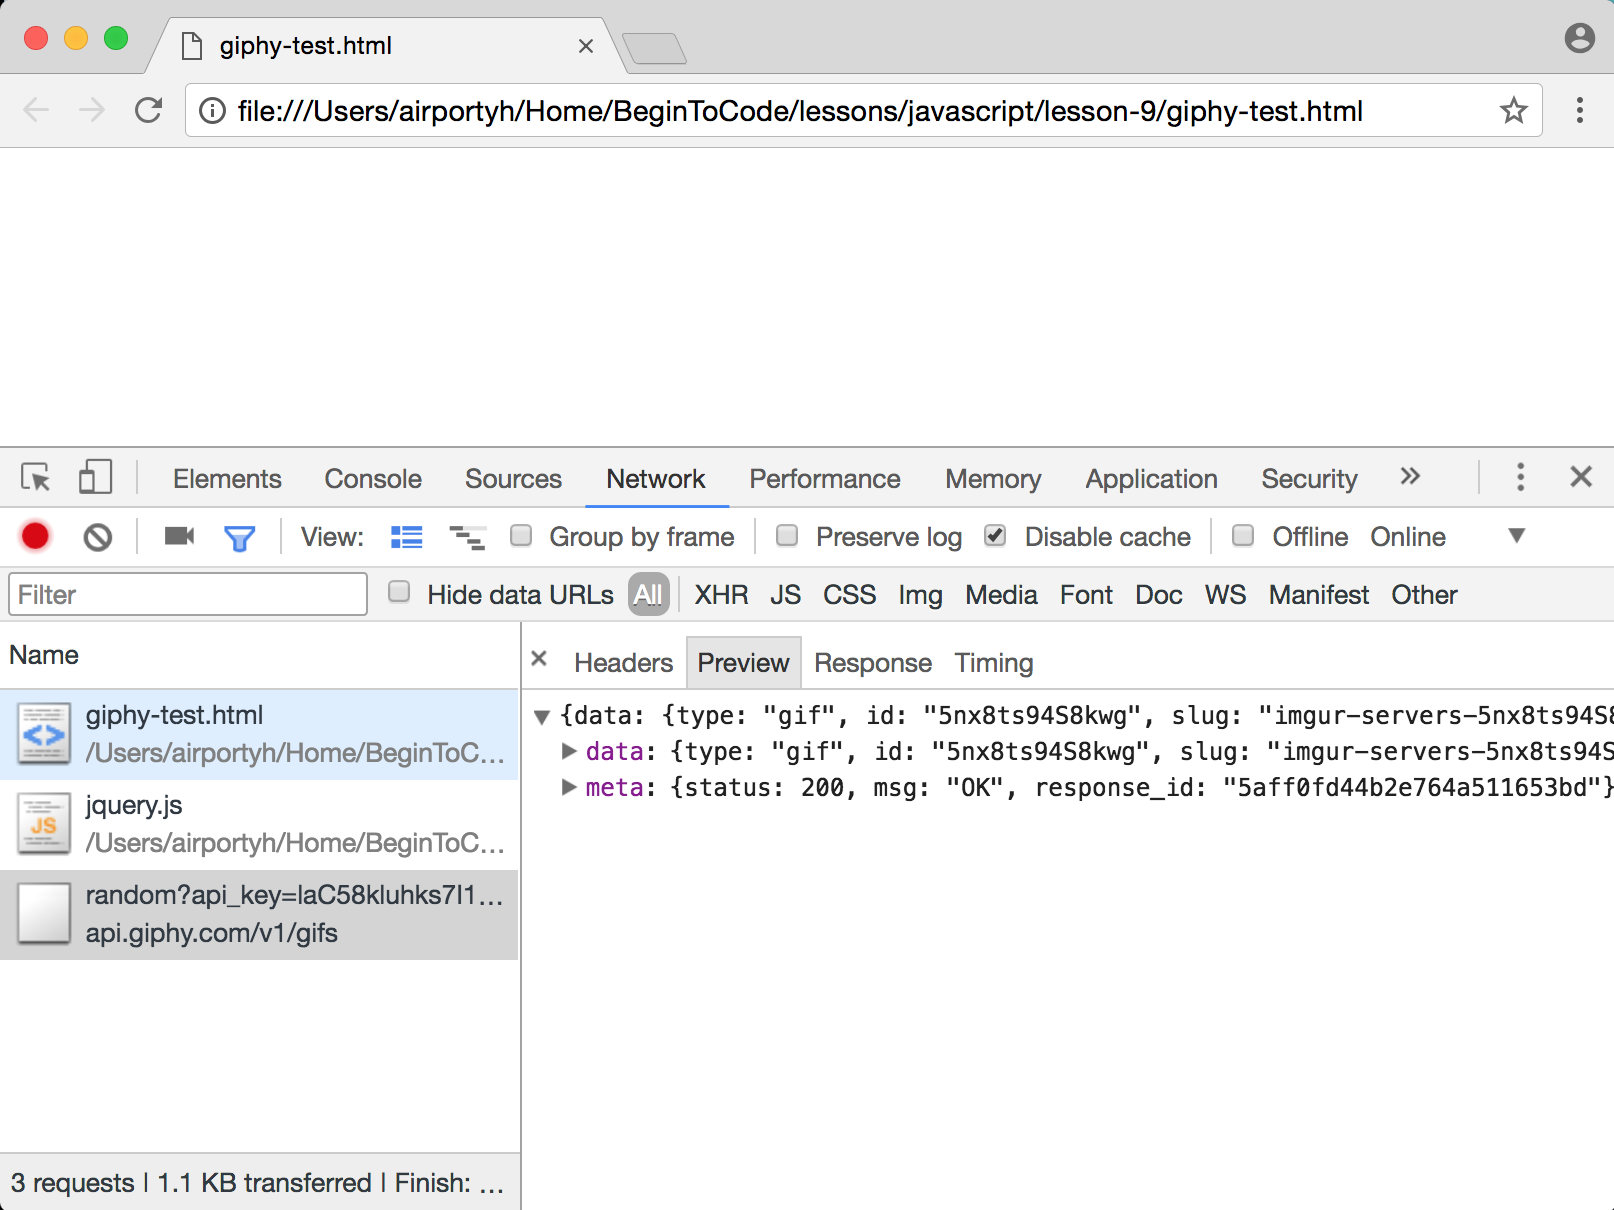 giphy-test.html
file:///Users/airportyh/Home/BeginToCode/lessons/javascript/lesson-9/giphy-test.html
Elements Console Sources Network Performance Memory Application Security
View: Group by frame Preserve log Disable cache Offline Online
Filter Hide data URLs All XHR JS CSS Img Media Font Doc WS Manifest Other
Name
Headers Preview Response Timing
giphy-test.html
/Users/airportyh/Home/BeginToC...
jquery.js
/Users/airportyh/Home/BeginToC...
JS
random?api_key=laC58kluhks7l1...
api.giphy.com/v1/gifs
{data: {type: "gif", id: "5nx8ts94S8kwg", slug: "imgur-servers-5nx8ts94S8
data: {type: "gif", id: "5nx8ts94S8kwg", slug: "imgur-servers-5nx8ts94S
meta: {status: 200, msg: "OK", response_id: "5aff0fd44b2e764a511653bd"}
3 requests | 1.1 KB transferred | Finish: ...